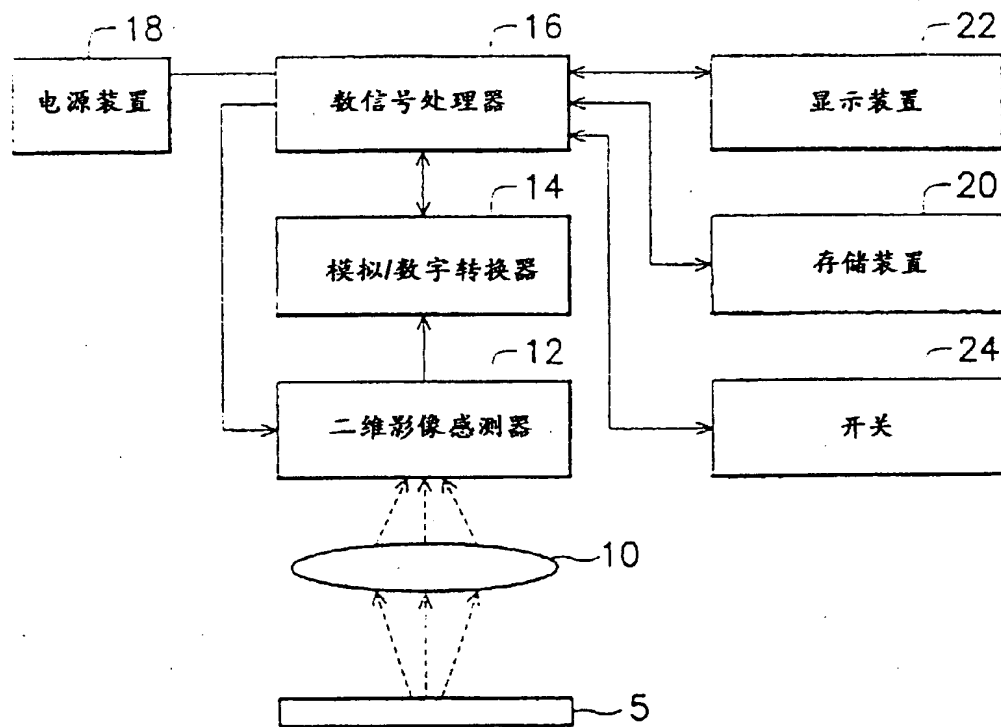 18
16
22
电源装置
数信号处理器
显示装置
14
20
模拟/数字转换器
存储装置
12
24
二维影像感测器
开关
10
5